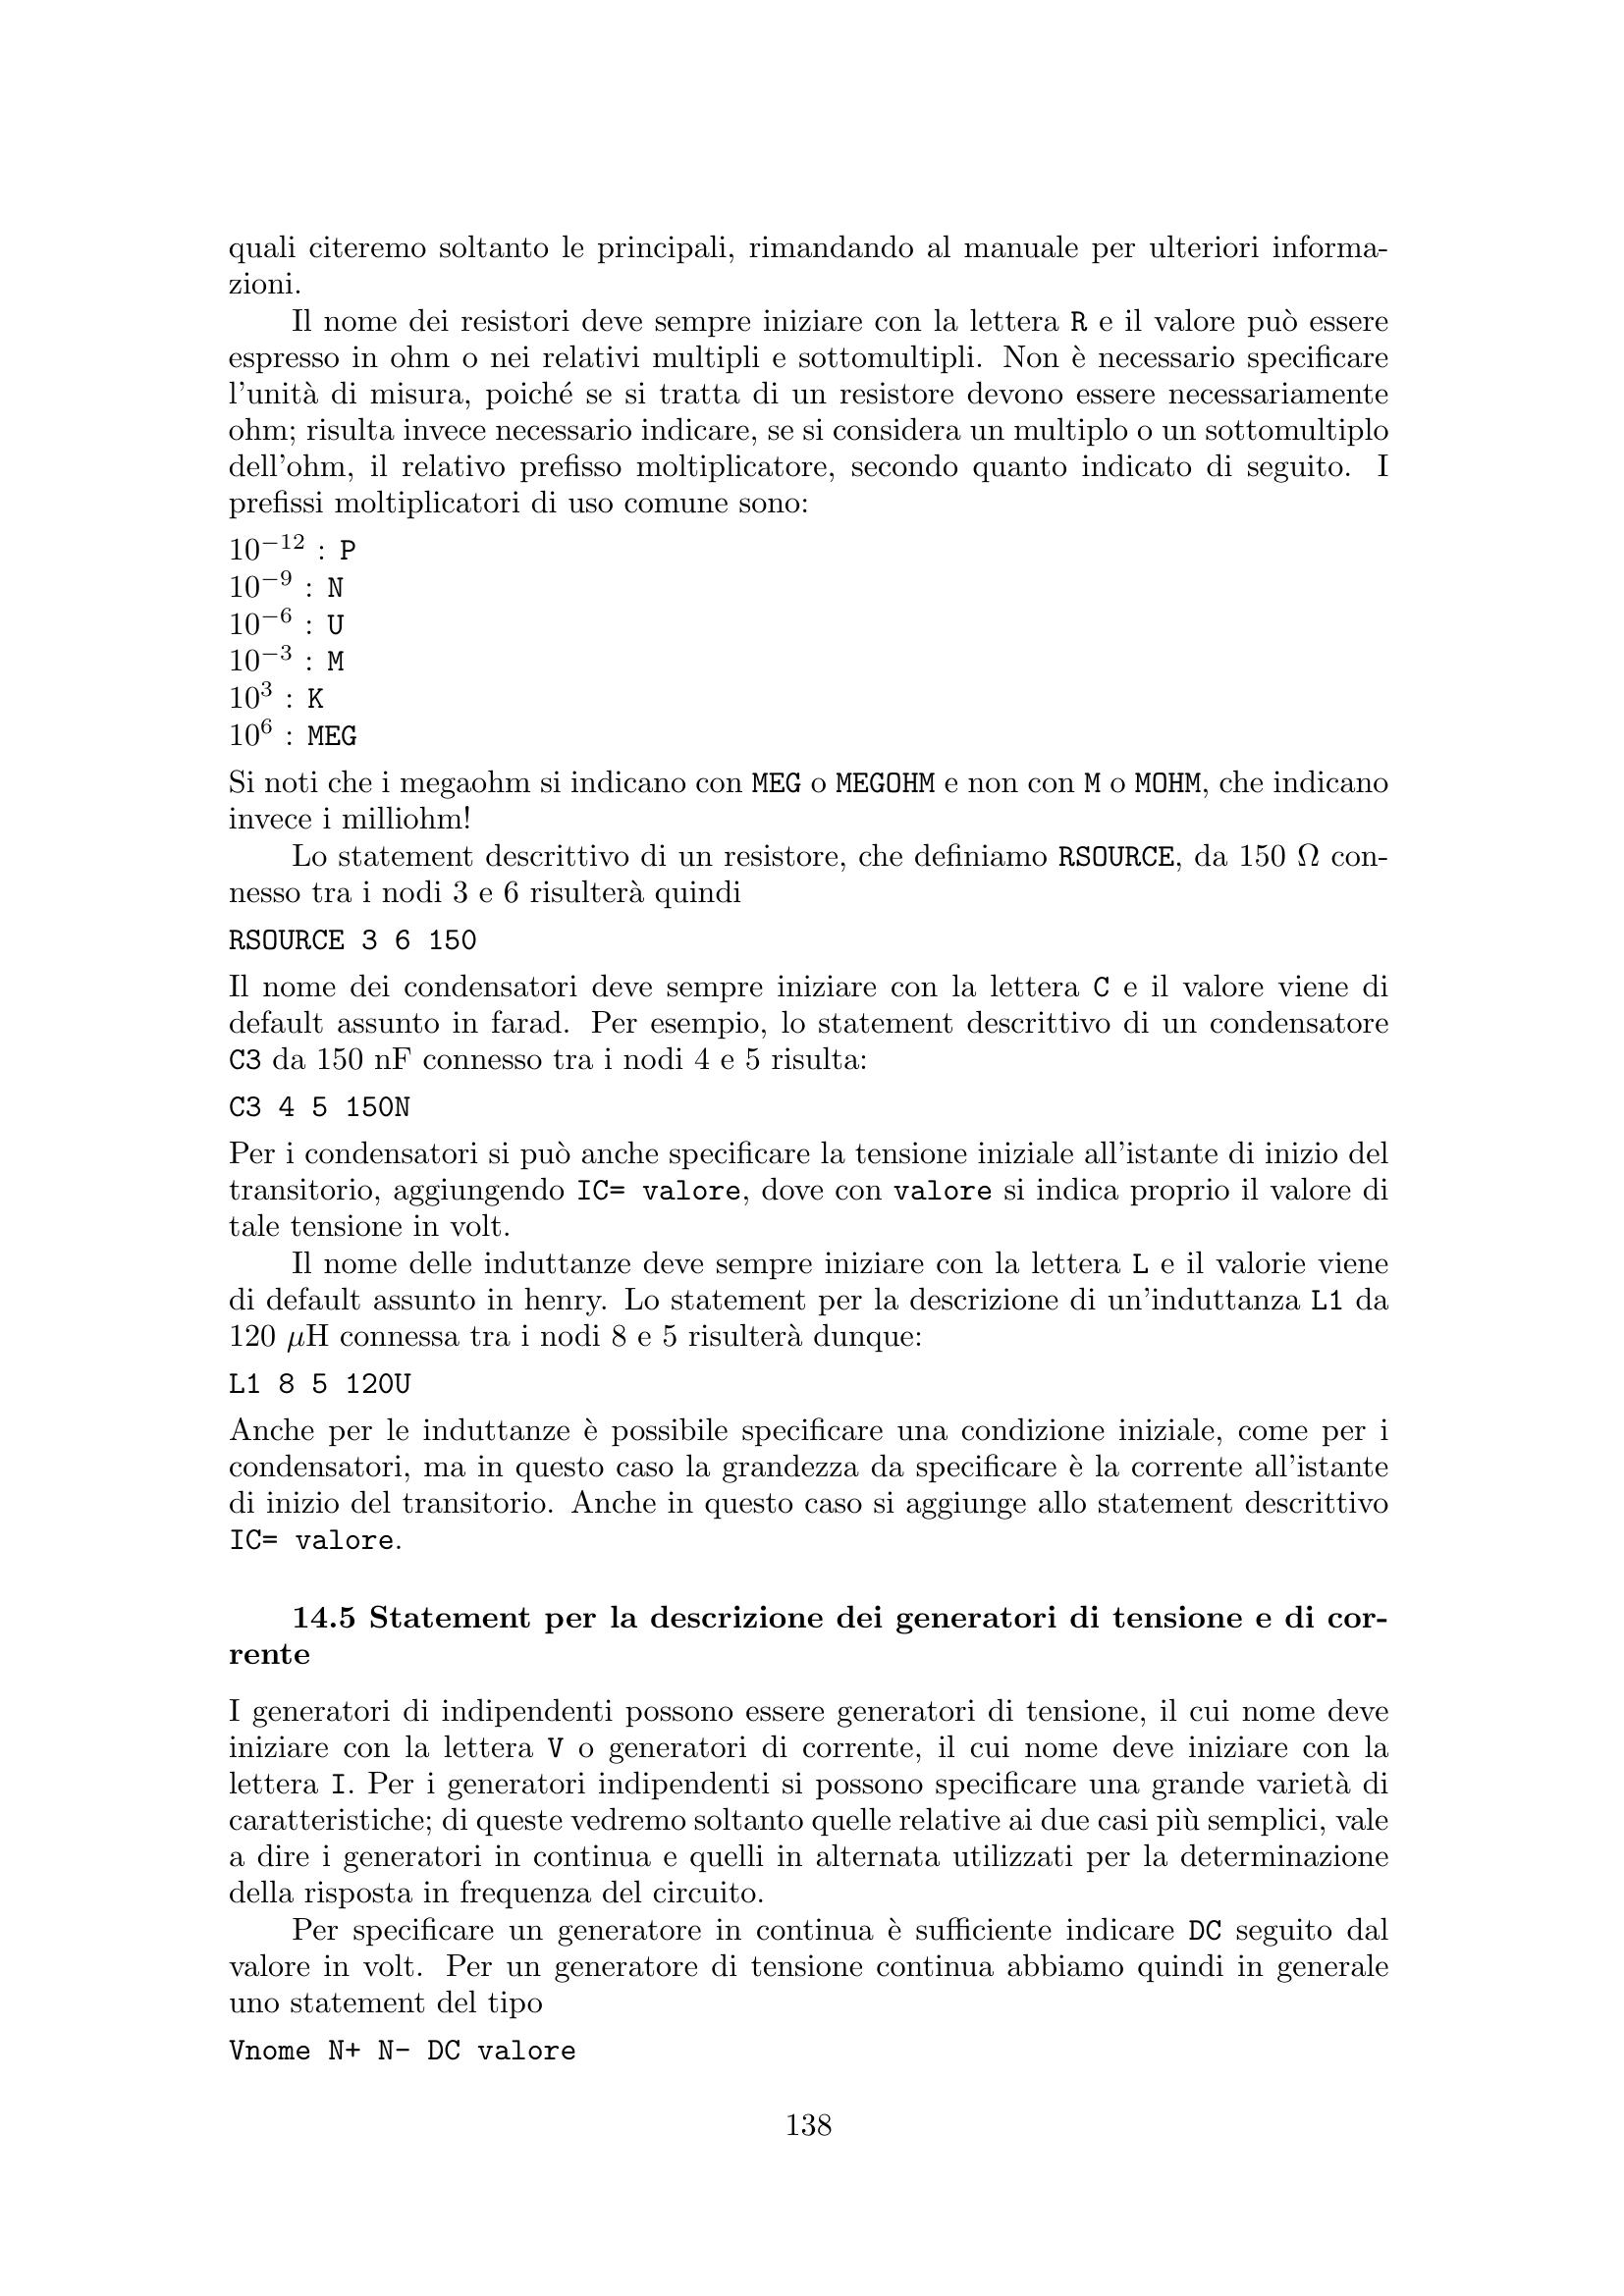 quali citeremo soltanto le principali, rimandando al manuale per ulteriori informa-
zioni.
Il nome dei resistori deve sempre iniziare con la lettera R e il valore può essere
espresso in ohm o nei relativi multipli e sottomultipli. Non è necessario specificare
l'unità di misura, poiché se si tratta di un resistore devono essere necessariamente
ohm; risulta invece necessario indicare, se si considera un multiplo o un sottomultiplo
dell'ohm, il relativo prefisso moltiplicatore, secondo quanto indicato di seguito. I
prefissi moltiplicatori di uso comune sono:
10⁻¹² : P
10⁻⁹ : N
10⁻⁶ : U
10⁻³ : M
10³ : K
10⁶ : MEG
Si noti che i megaohm si indicano con MEG o MEGOHM e non con M o MOHM, che indicano
invece i milliohm!
Lo statement descrittivo di un resistore, che definiamo RSOURCE, da 150 Ω con-
nesso tra i nodi 3 e 6 risulterà quindi
RSOURCE 3 6 150
Il nome dei condensatori deve sempre iniziare con la lettera C e il valore viene di
default assunto in farad. Per esempio, lo statement descrittivo di un condensatore
C3 da 150 nF connesso tra i nodi 4 e 5 risulta:
C3 4 5 150N
Per i condensatori si può anche specificare la tensione iniziale all'istante di inizio del
transitorio, aggiungendo IC= valore, dove con valore si indica proprio il valore di
tale tensione in volt.
Il nome delle induttanze deve sempre iniziare con la lettera L e il valorie viene
di default assunto in henry. Lo statement per la descrizione di un'induttanza L1 da
120 μH connessa tra i nodi 8 e 5 risulterà dunque:
L1 8 5 120U
Anche per le induttanze è possibile specificare una condizione iniziale, come per i
condensatori, ma in questo caso la grandezza da specificare è la corrente all'istante
di inizio del transitorio. Anche in questo caso si aggiunge allo statement descrittivo
IC= valore.
14.5 Statement per la descrizione dei generatori di tensione e di cor-
rente
I generatori di indipendenti possono essere generatori di tensione, il cui nome deve
iniziare con la lettera V o generatori di corrente, il cui nome deve iniziare con la
lettera I. Per i generatori indipendenti si possono specificare una grande varietà di
caratteristiche; di queste vedremo soltanto quelle relative ai due casi più semplici, vale
a dire i generatori in continua e quelli in alternata utilizzati per la determinazione
della risposta in frequenza del circuito.
Per specificare un generatore in continua è sufficiente indicare DC seguito dal
valore in volt. Per un generatore di tensione continua abbiamo quindi in generale
uno statement del tipo
Vnome N+ N- DC valore
138